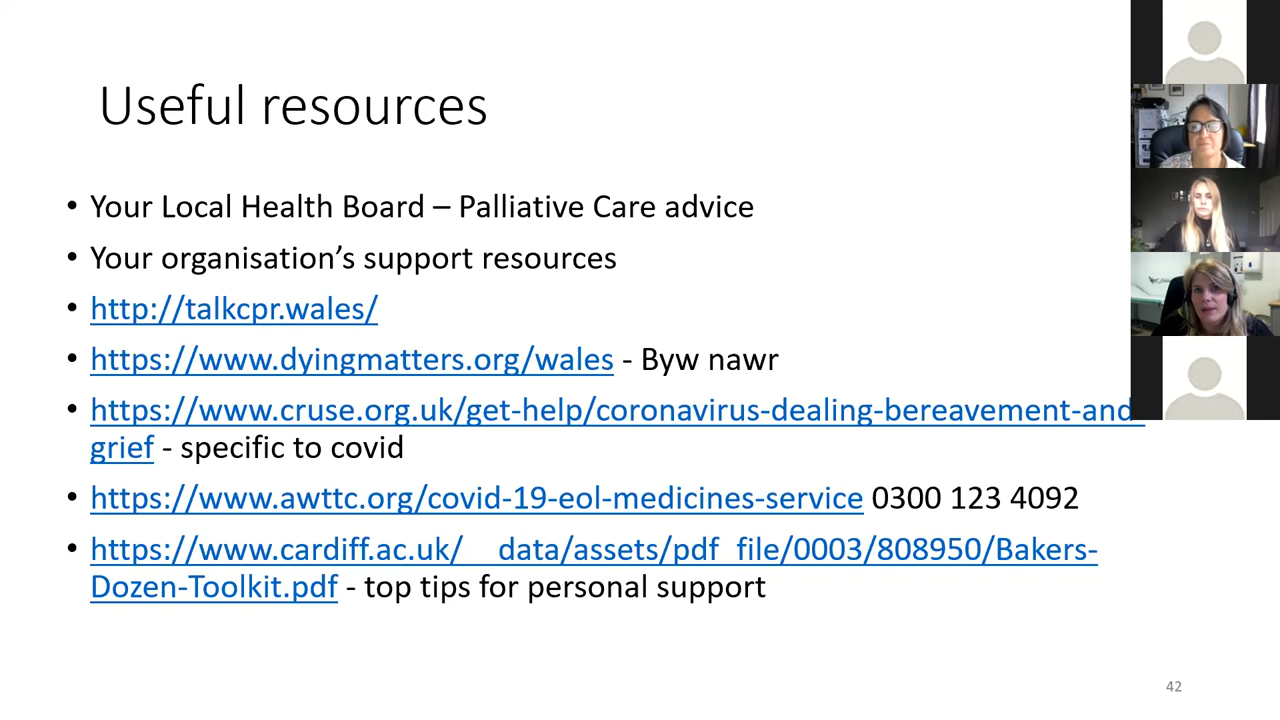 Useful resources
• Your Local Health Board – Palliative Care advice
• Your organisation's support resources
• http://talkcpr.wales/
• https://www.dyingmatters.org/wales - Byw nawr
• https://www.cruse.org.uk/get-help/coronavirus-dealing-bereavement-and-
grief - specific to covid
• https://www.awttc.org/covid-19-eol-medicines-service 0300 123 4092
• https://www.cardiff.ac.uk/__data/assets/pdf_file/0003/808950/Bakers-
Dozen-Toolkit.pdf - top tips for personal support
42